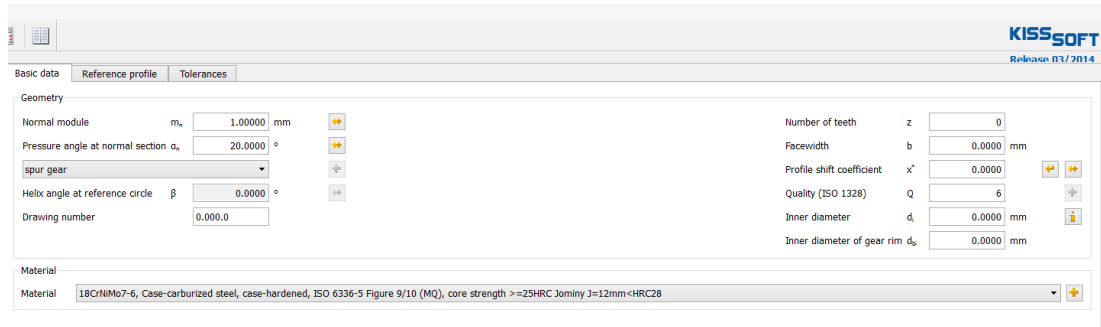 KISSSOFT
Release 03/2014
Basic data Reference profile Tolerances
Geometry
Normal module mₙ 1.00000 mm Number of teeth z 0
Pressure angle at normal section αₙ 20.0000 ° Facewidth b 0.0000 mm
spur gear Profile shift coefficient x* 0.0000
Helix angle at reference circle β 0.0000 ° Quality (ISO 1328) Q 6
Drawing number 0.000.0 Inner diameter dᵢ 0.0000 mm
Inner diameter of gear rim dbi 0.0000 mm
Material
Material 18CrNiMo7-6, Case-carburized steel, case-hardened, ISO 6336-5 Figure 9/10 (MQ), core strength >=25HRC Jominy J=12mm<HRC28